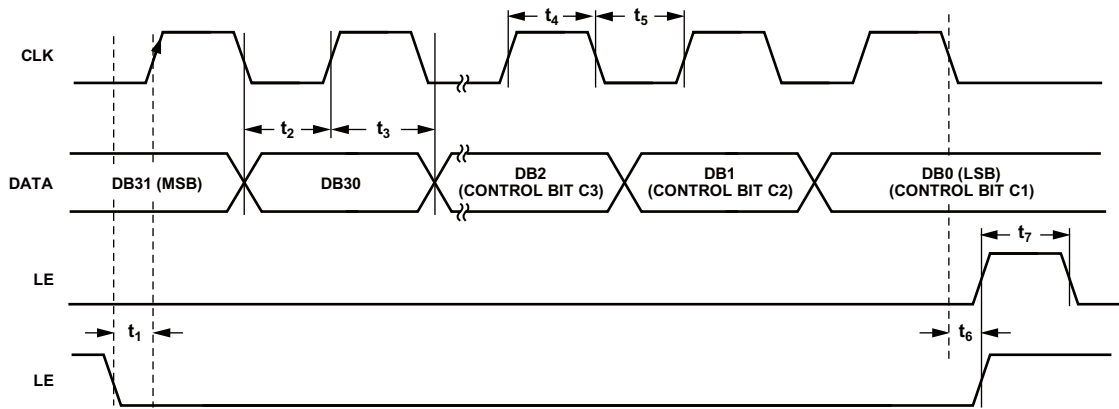 t4
t5
CLK
t2
t3
DATA
DB31 (MSB)
DB30
DB2
(CONTROL BIT C3)
DB1
(CONTROL BIT C2)
DB0 (LSB)
(CONTROL BIT C1)
t7
LE
t1
t6
LE